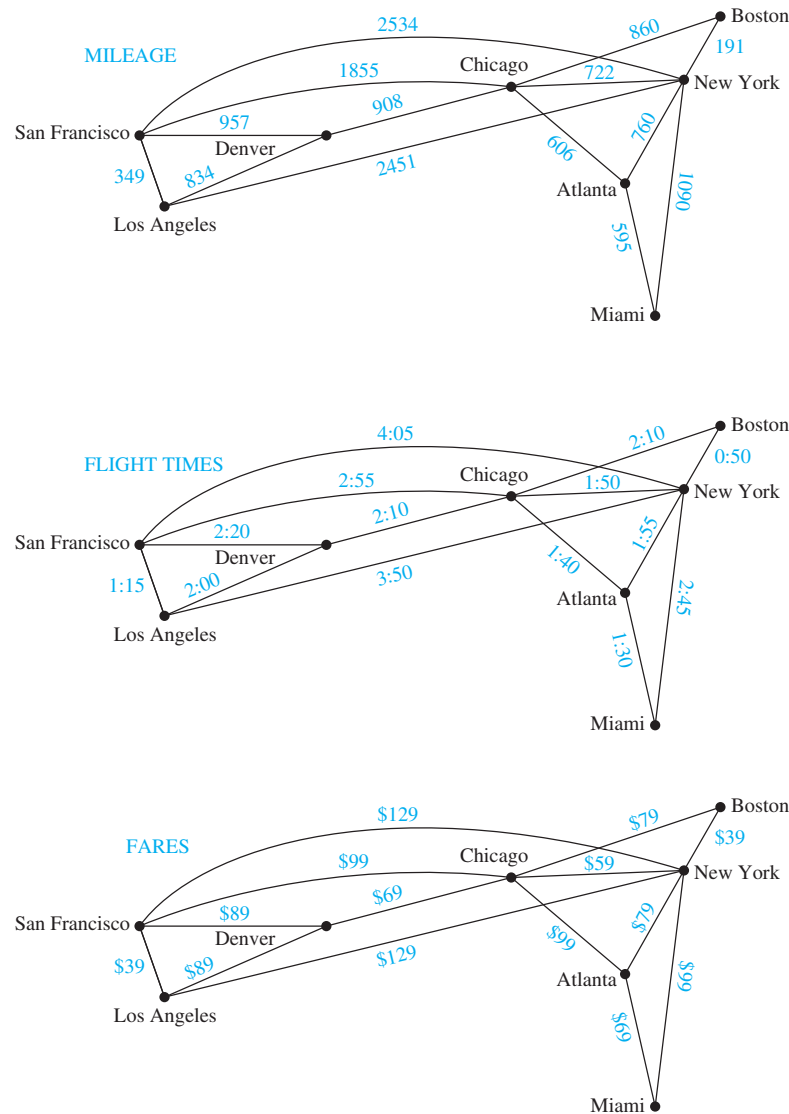 Boston
2534
860
191
MILEAGE
Chicago
1855
722
New York
908
San Francisco
957
760
Denver
606
2451
349
834
Atlanta
1090
Los Angeles
595
Miami
Boston
4:05
2:10
0:50
FLIGHT TIMES
Chicago
2:55
1:50
New York
2:10
San Francisco
2:20
1:55
Denver
1:40
3:50
1:15
2:00
Atlanta
2:45
Los Angeles
1:30
Miami
Boston
$129
$79
$39
FARES
Chicago
$99
$59
New York
$69
San Francisco
$89
$79
Denver
$99
$129
$39
$89
Atlanta
$99
Los Angeles
$69
Miami